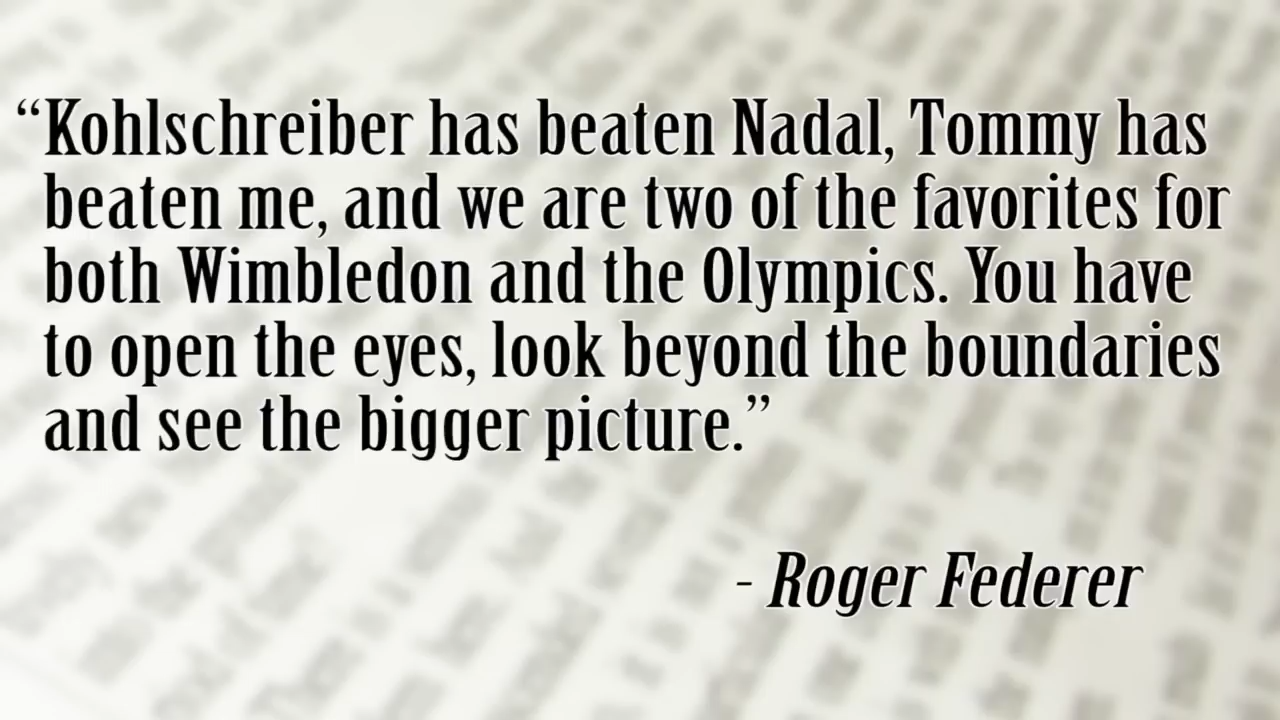 “Kohlschreiber has beaten Nadal, Tommy has
beaten me, and we are two of the favorites for
both Wimbledon and the Olympics. You have
to open the eyes, look beyond the boundaries
and see the bigger picture.”
- Roger Federer